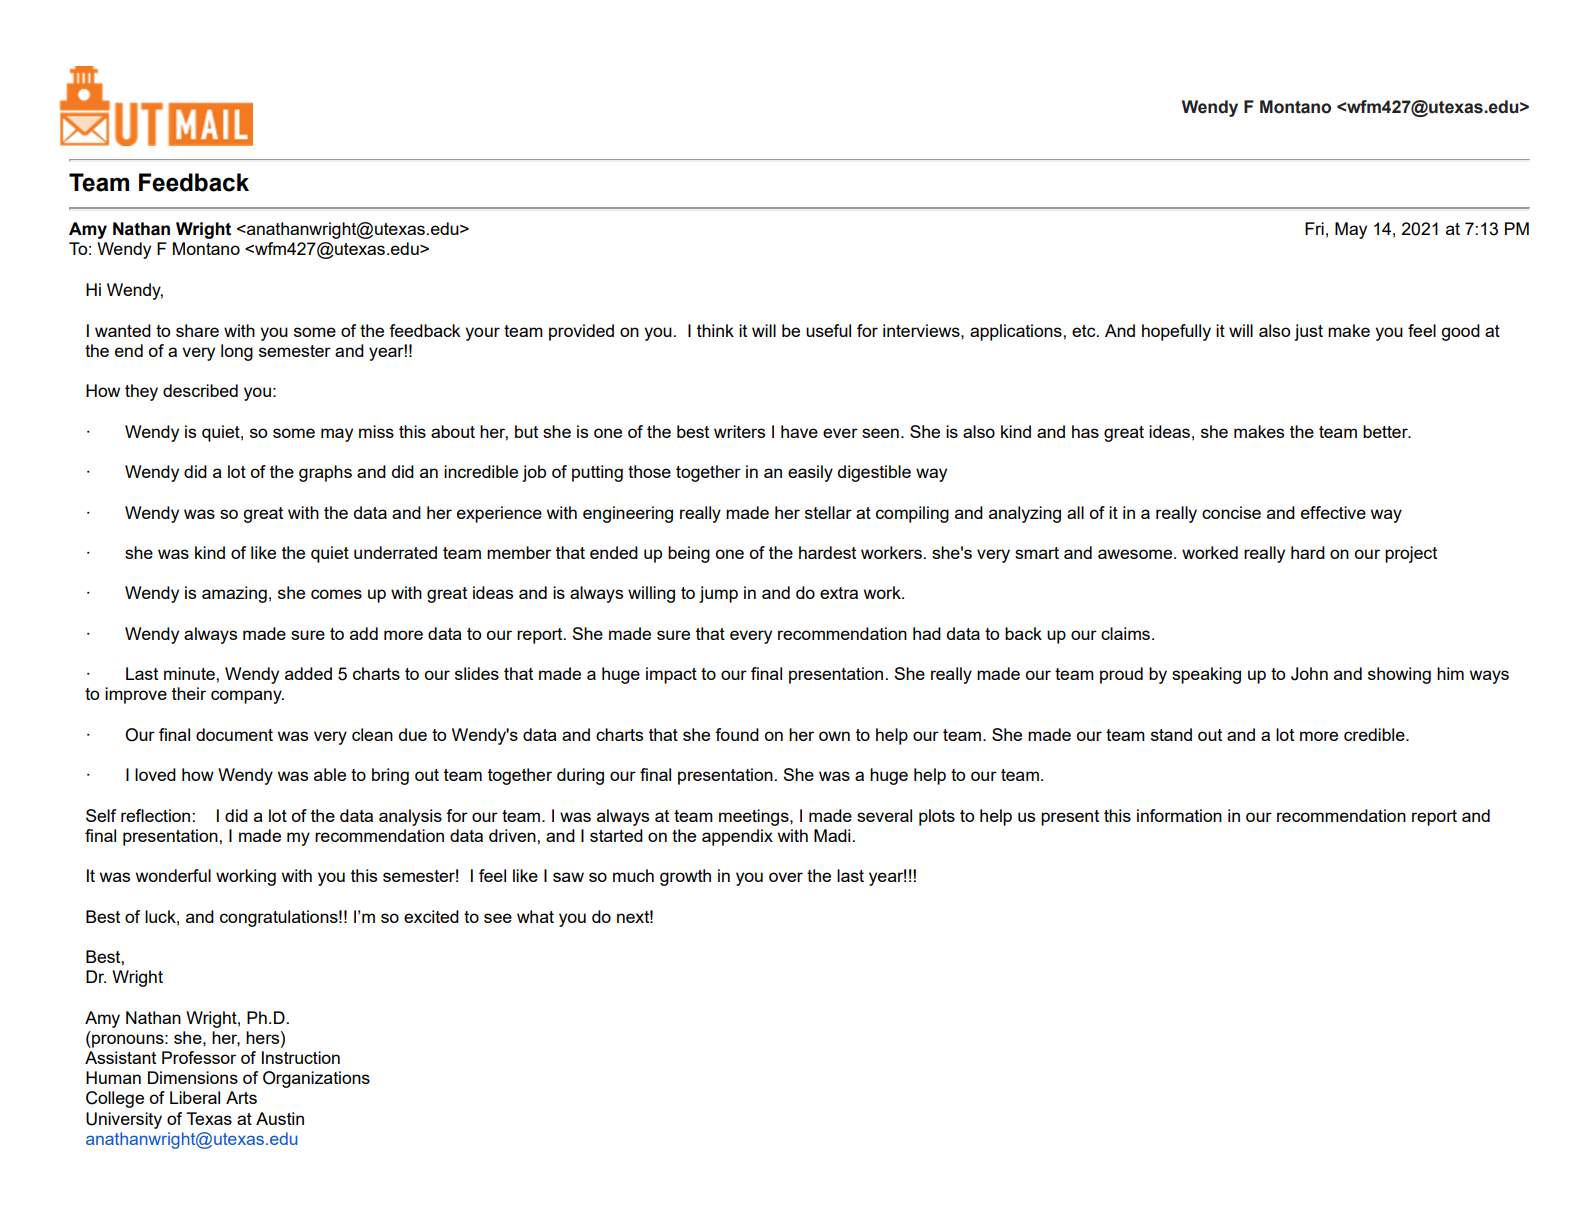 UT MAIL
Wendy F Montano <wfm427@utexas.edu>
Team Feedback
Amy Nathan Wright <anathanwright@utexas.edu>
Fri, May 14, 2021 at 7:13 PM
To: Wendy F Montano <wfm427@utexas.edu>
Hi Wendy,
I wanted to share with you some of the feedback your team provided on you.  I think it will be useful for interviews, applications, etc. And hopefully it will also just make you feel good at
the end of a very long semester and year!!
How they described you:
· Wendy is quiet, so some may miss this about her, but she is one of the best writers I have ever seen. She is also kind and has great ideas, she makes the team better.
· Wendy did a lot of the graphs and did an incredible job of putting those together in an easily digestible way
· Wendy was so great with the data and her experience with engineering really made her stellar at compiling and analyzing all of it in a really concise and effective way
· she was kind of like the quiet underrated team member that ended up being one of the hardest workers. she's very smart and awesome. worked really hard on our project
· Wendy is amazing, she comes up with great ideas and is always willing to jump in and do extra work.
· Wendy always made sure to add more data to our report. She made sure that every recommendation had data to back up our claims.
· Last minute, Wendy added 5 charts to our slides that made a huge impact to our final presentation. She really made our team proud by speaking up to John and showing him ways
to improve their company.
· Our final document was very clean due to Wendy's data and charts that she found on her own to help our team. She made our team stand out and a lot more credible.
· I loved how Wendy was able to bring out team together during our final presentation. She was a huge help to our team.
Self reflection:    I did a lot of the data analysis for our team. I was always at team meetings, I made several plots to help us present this information in our recommendation report and
final presentation, I made my recommendation data driven, and I started on the appendix with Madi.
It was wonderful working with you this semester!  I feel like I saw so much growth in you over the last year!!!
Best of luck, and congratulations!! I’m so excited to see what you do next!
Best,
Dr. Wright
Amy Nathan Wright, Ph.D.
(pronouns: she, her, hers)
Assistant Professor of Instruction
Human Dimensions of Organizations
College of Liberal Arts
University of Texas at Austin
anathanwright@utexas.edu